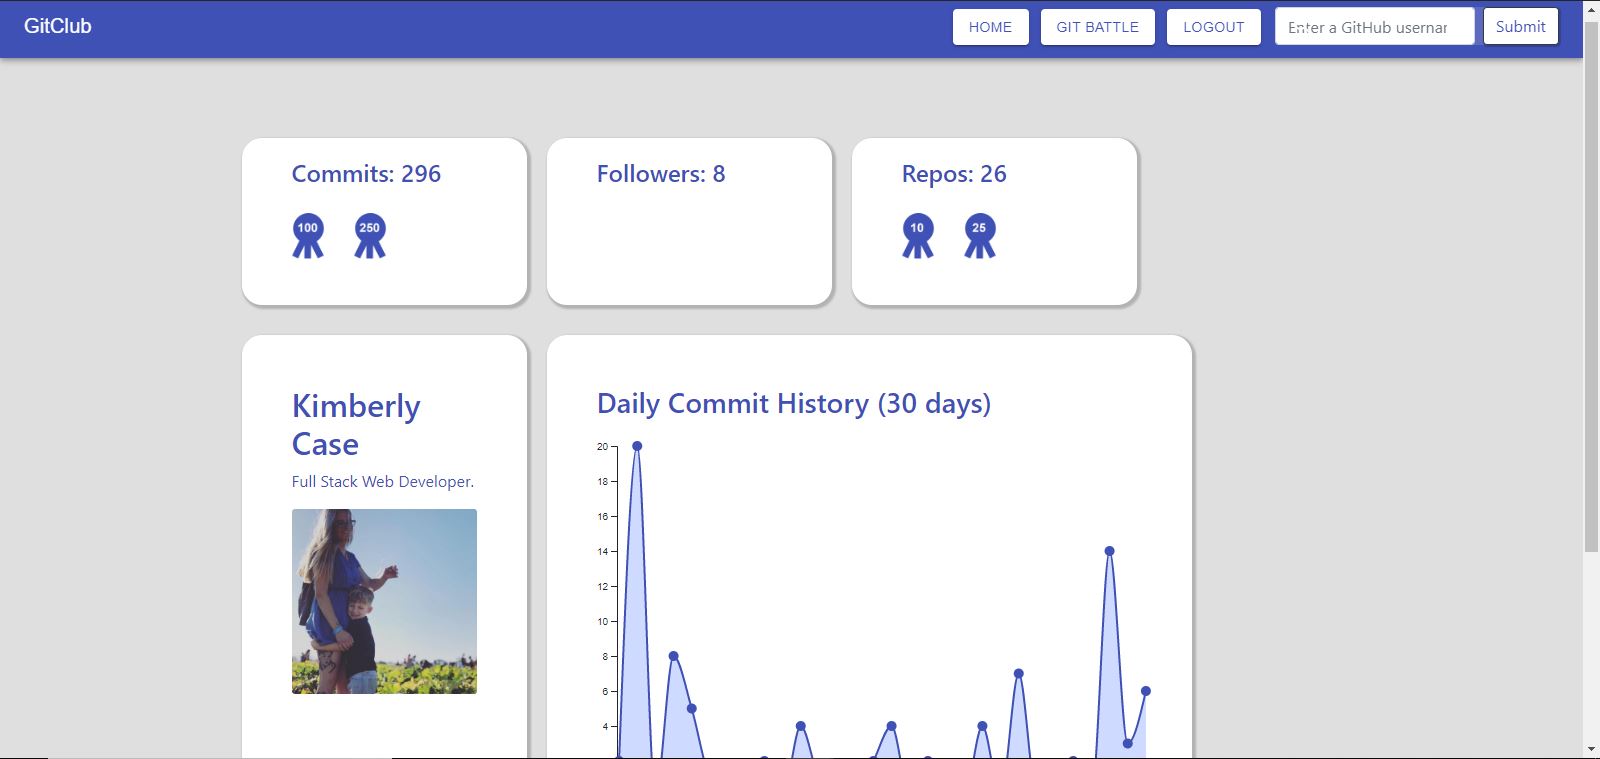 GitClub
HOME
GIT BATTLE
LOGOUT
Enter a GitHub usernar
Submit
Commits: 296
100
250
Followers: 8
Repos: 26
10
25
Kimberly
Case
Full Stack Web Developer.
Daily Commit History (30 days)
20
18
16
14
12
10
8
6
4